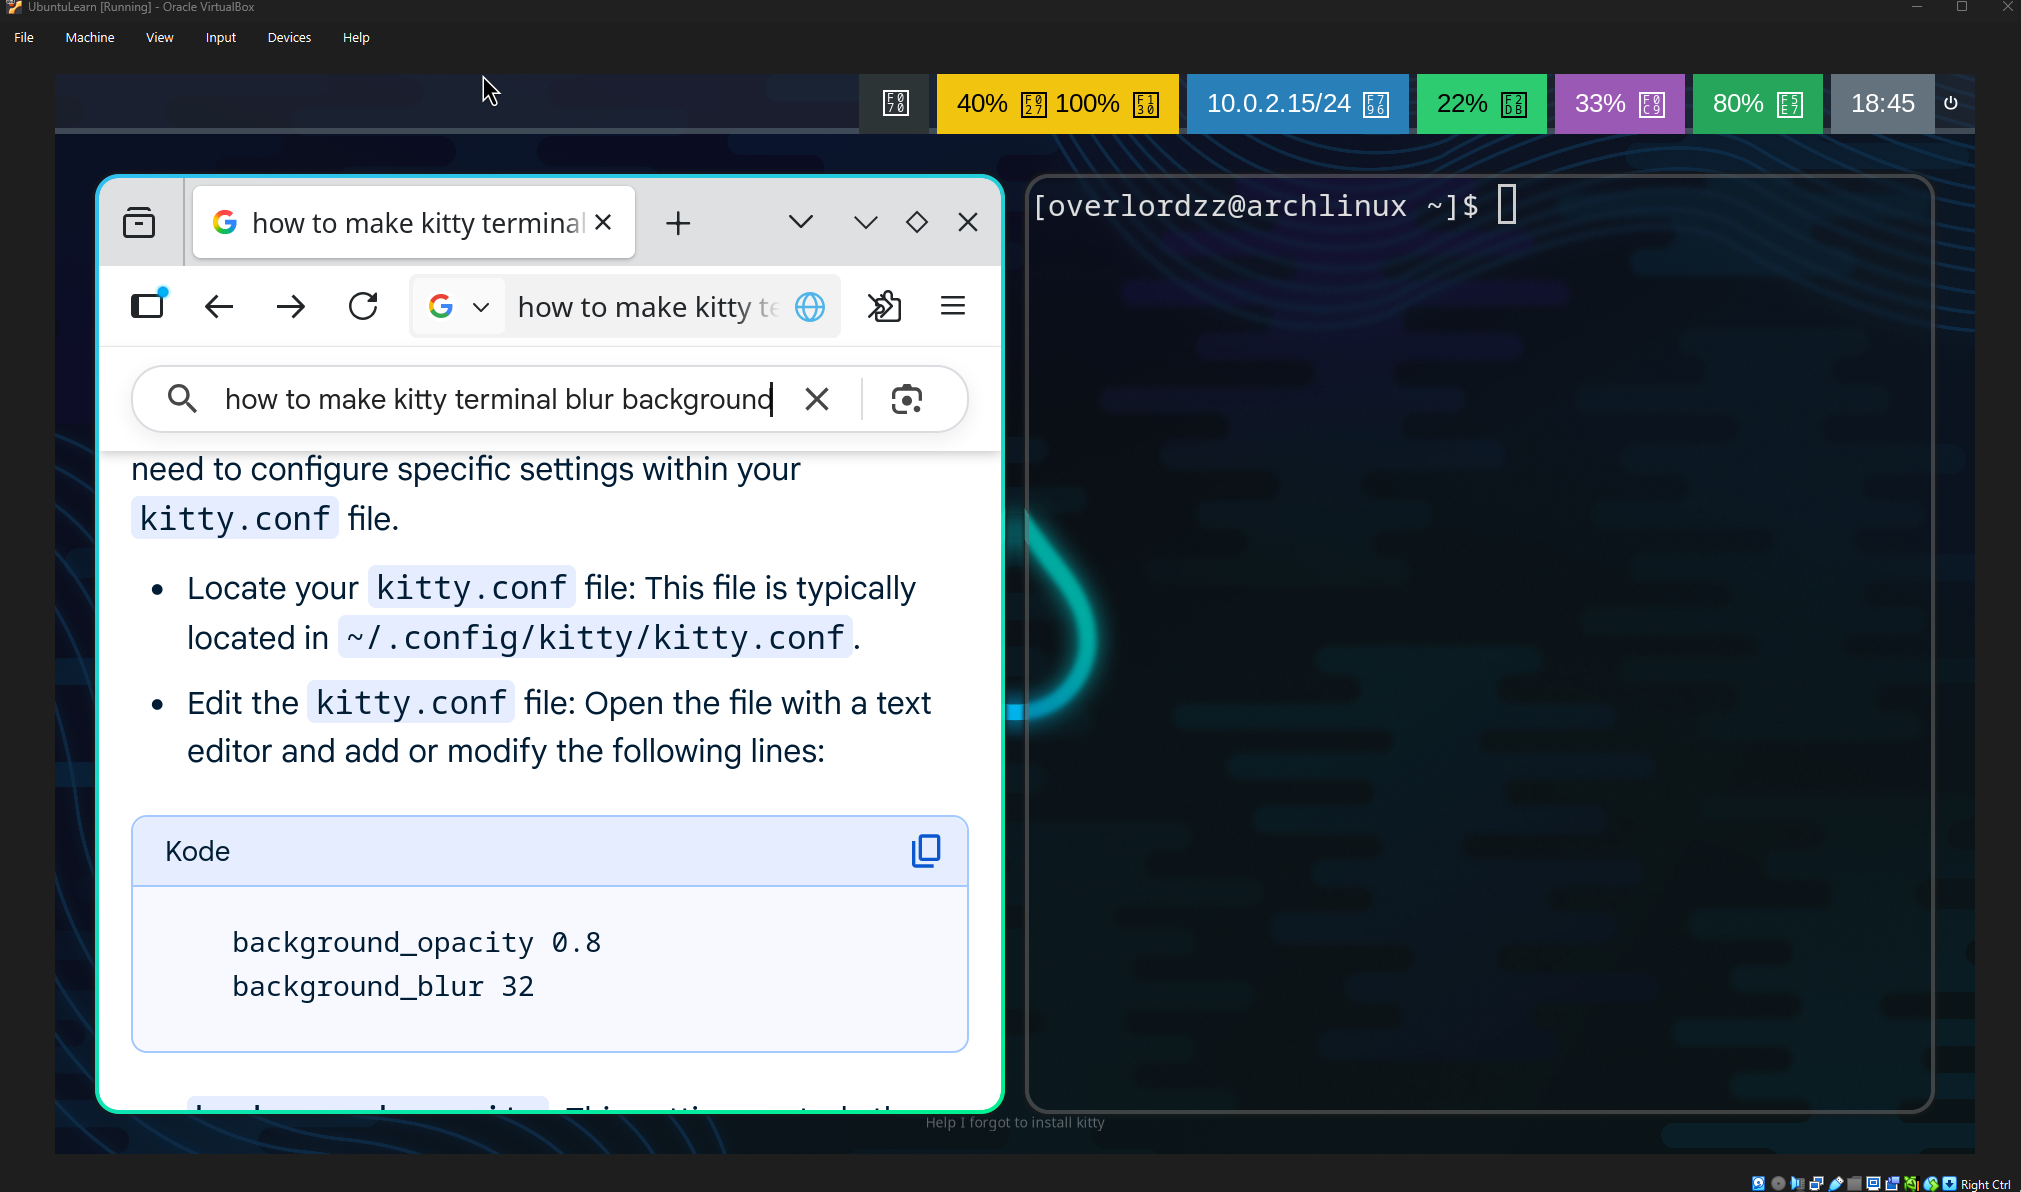 UbuntuLearn [Running] - Oracle VirtualBox
File Machine View Input Devices Help
40% 100% 10.0.2.15/24 22% 33% 80% 18:45
how to make kitty terminal
how to make kitty te
how to make kitty terminal blur background
need to configure specific settings within your
kitty.conf file.
• Locate your kitty.conf file: This file is typically
located in ~/.config/kitty/kitty.conf.
• Edit the kitty.conf file: Open the file with a text
editor and add or modify the following lines:
Kode
background_opacity 0.8
background_blur 32
[overlordzz@archlinux ~]$
Help I forgot to install kitty
Right Ctrl